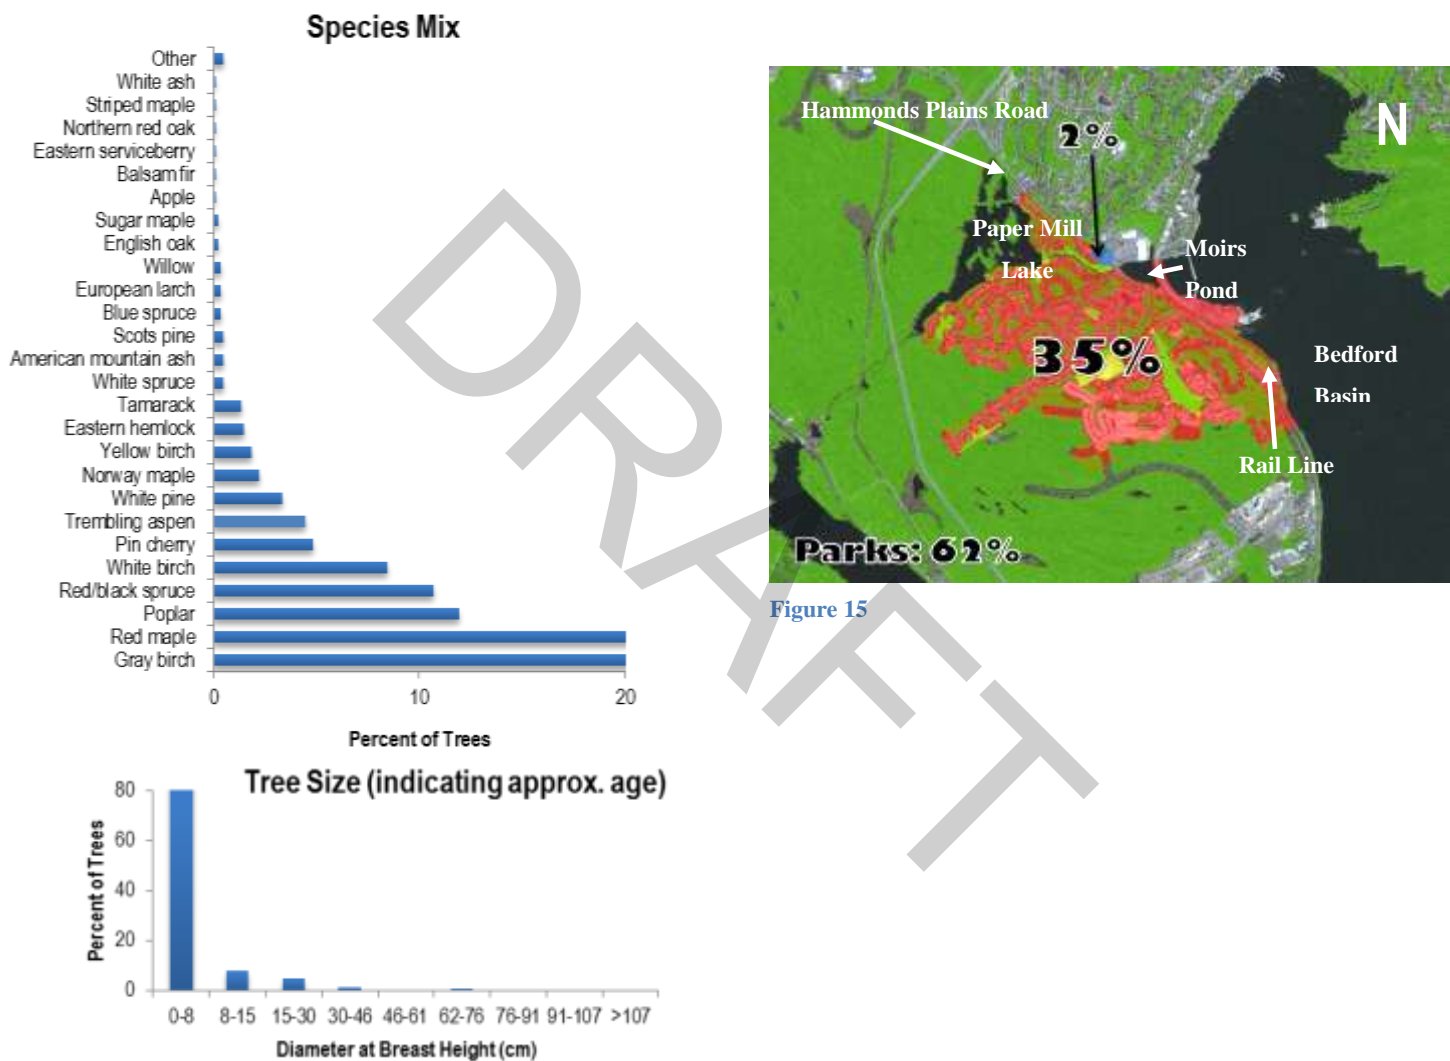 Species Mix
Other
White ash
Striped maple
Northern red oak
Eastern serviceberry
Balsam fir
Apple
Sugar maple
English oak
Willow
European larch
Blue spruce
Scots pine
American mountain ash
White spruce
Tamarack
Eastern hemlock
Yellow birch
Norway maple
White pine
Trembling aspen
Pin cherry
White birch
Red/black spruce
Poplar
Red maple
Gray birch
0 10 20
Percent of Trees
Tree Size (indicating approx. age)
Percent of Trees
80
60
40
20
0
0-8 8-15 15-30 30-46 46-61 62-76 76-91 91-107 >107
Diameter at Breast Height (cm)
Hammonds Plains Road
N
2%
Paper Mill
Lake
Moirs
Pond
35%
Bedford
Basin
Rail Line
Parks: 62%
Figure 15
DRAFT